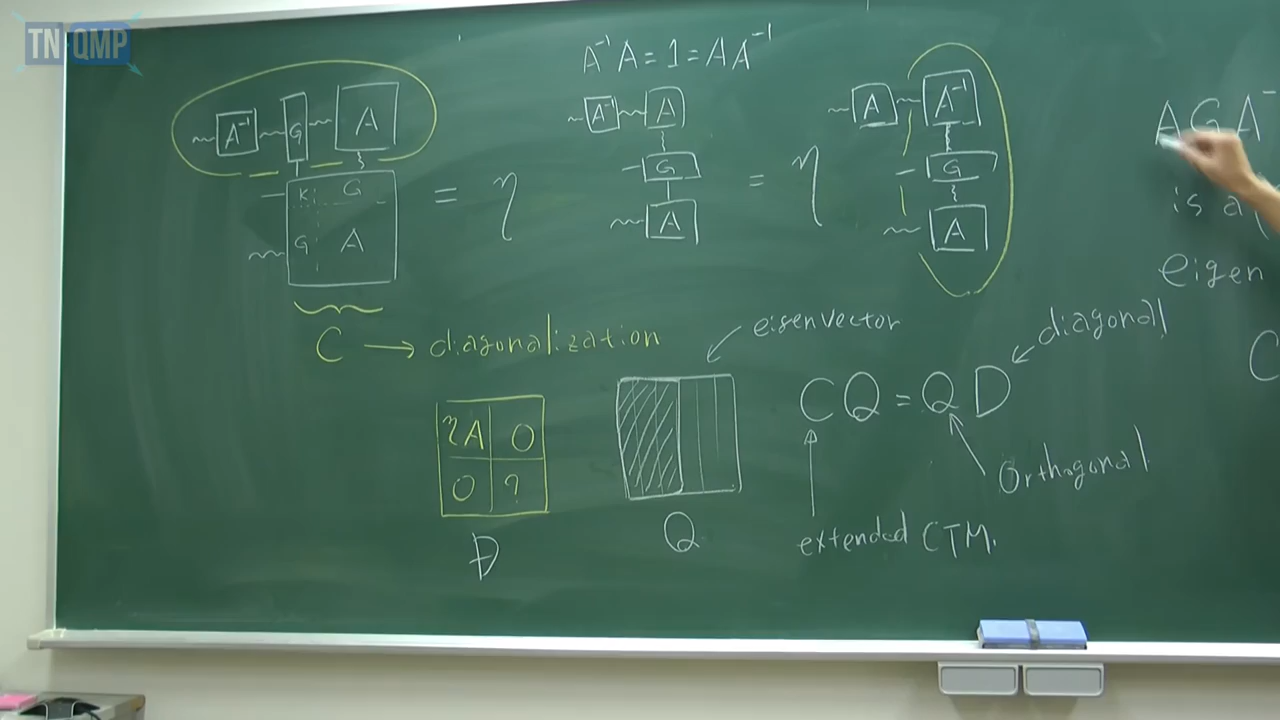 TN QMP
A⁻¹A = 1 = AA⁻¹
A⁻¹ G A
K G
G A
= η
A⁻¹ A
G
A
= η
A A⁻¹
G
A
AGA⁻
is a
eigen
C → diagonalization
eigenvector
diagonal
ηA 0
0 ?
D
Q
CQ = QD
C
Orthogonal
extended CTM.